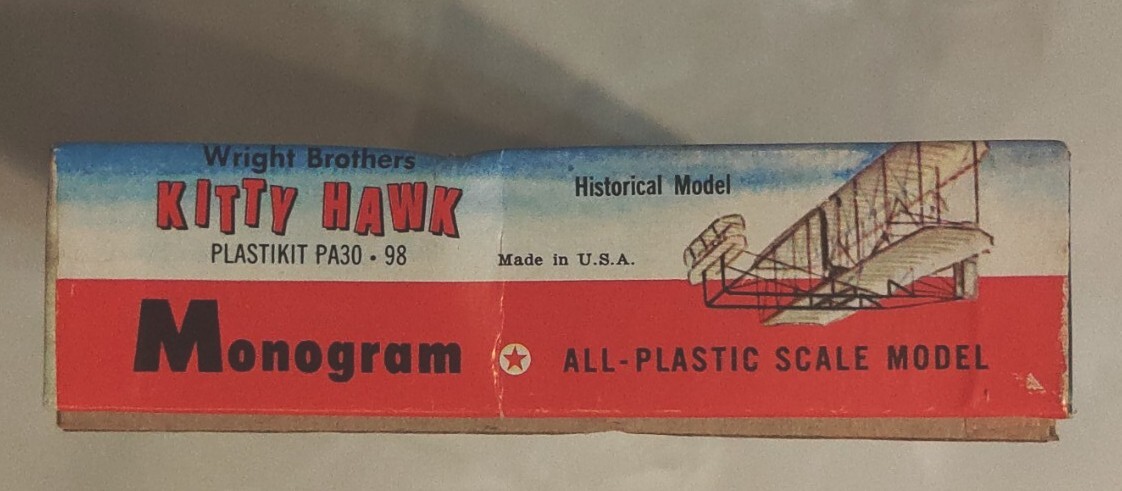 Wright Brothers
KITTY HAWK
PLASTIKIT PA30 • 98
Historical Model
Made in U.S.A.
Monogram
ALL-PLASTIC SCALE MODEL